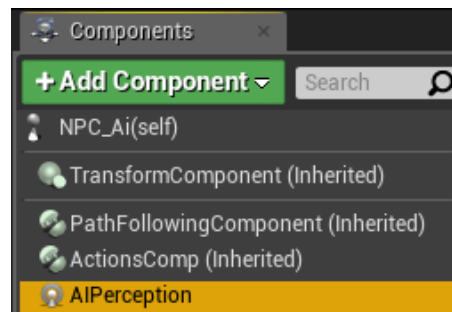 Components
+ Add Component Search
NPC_Ai(self)
TransformComponent (Inherited)
PathFollowingComponent (Inherited)
ActionsComp (Inherited)
AIPerception